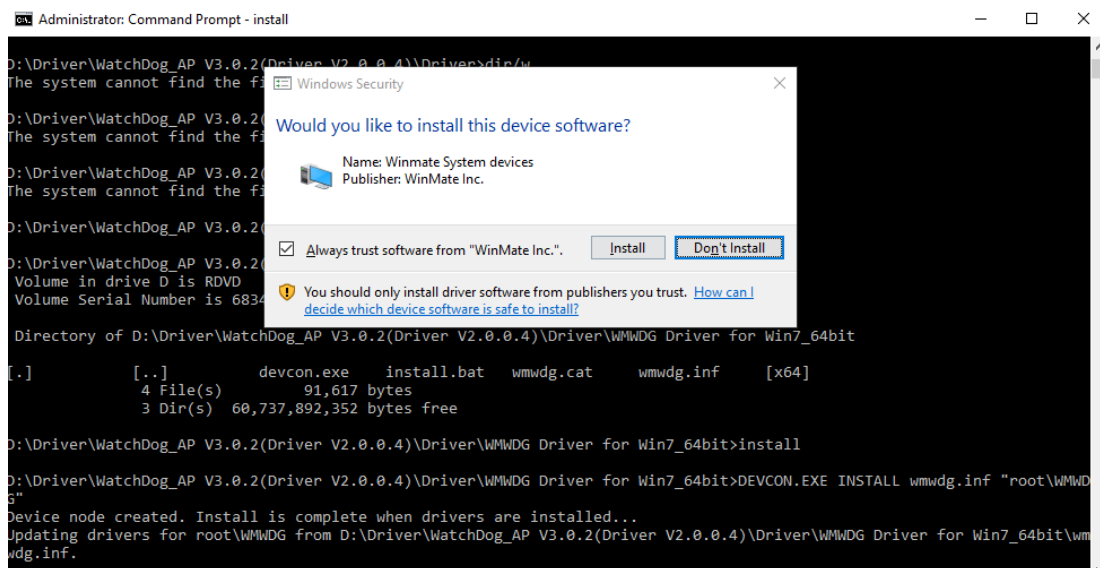 Administrator: Command Prompt - install
D:\Driver\WatchDog_AP V3.0.2(Driver V2.0.0.4)\Driver>dir/w
The system cannot find the fi
D:\Driver\WatchDog_AP V3.0.2(
The system cannot find the fi
D:\Driver\WatchDog_AP V3.0.2(
The system cannot find the fi
D:\Driver\WatchDog_AP V3.0.2(
D:\Driver\WatchDog_AP V3.0.2(
Volume in drive D is RDVD
Volume Serial Number is 6834
Windows Security
Would you like to install this device software?
Name: Winmate System devices
Publisher: WinMate Inc.
Always trust software from "WinMate Inc.".
Install
Don't Install
You should only install driver software from publishers you trust. How can I
decide which device software is safe to install?
Directory of D:\Driver\WatchDog_AP V3.0.2(Driver V2.0.0.4)\Driver\WMWDG Driver for Win7_64bit
[.] [..] devcon.exe install.bat wmwdg.cat wmwdg.inf [x64]
4 File(s) 91,617 bytes
3 Dir(s) 60,737,892,352 bytes free
D:\Driver\WatchDog_AP V3.0.2(Driver V2.0.0.4)\Driver\WMWDG Driver for Win7_64bit>install
D:\Driver\WatchDog_AP V3.0.2(Driver V2.0.0.4)\Driver\WMWDG Driver for Win7_64bit>DEVCON.EXE INSTALL wmwdg.inf "root\WMWD
G"
Device node created. Install is complete when drivers are installed...
Updating drivers for root\WMWDG from D:\Driver\WatchDog_AP V3.0.2(Driver V2.0.0.4)\Driver\WMWDG Driver for Win7_64bit\wm
wdg.inf.